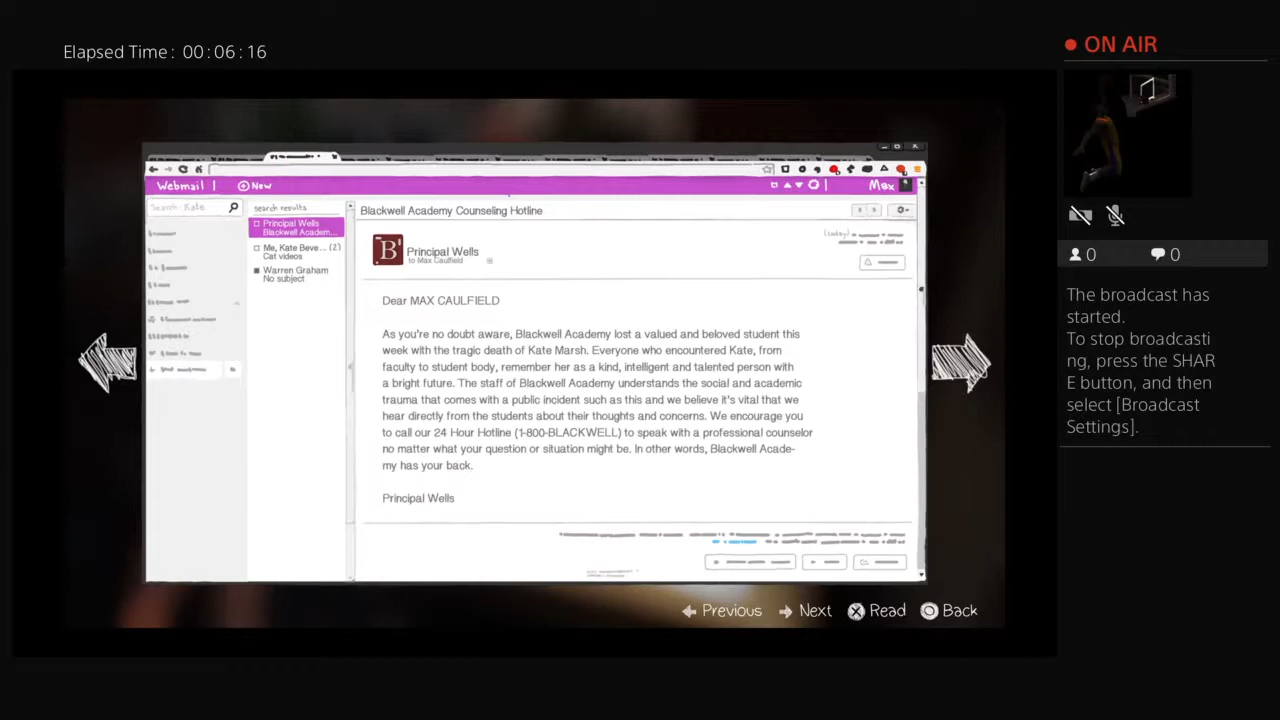 Elapsed Time: 00:06:16
ON AIR
Webmail
New
Max
Search: Kate
search results
Blackwell Academy Counseling Hotline
Principal Wells
Blackwell Academ...
Me, Kate Beve... (2)
Cat videos
Warren Graham
No subject
B
Principal Wells
to Max Caulfield
(today)
Dear MAX CAULFIELD
As you're no doubt aware, Blackwell Academy lost a valued and beloved student this
week with the tragic death of Kate Marsh. Everyone who encountered Kate, from
faculty to student body, remember her as a kind, intelligent and talented person with
a bright future. The staff of Blackwell Academy understands the social and academic
trauma that comes with a public incident such as this and we believe it's vital that we
hear directly from the students about their thoughts and concerns. We encourage you
to call our 24 Hour Hotline (1-800-BLACKWELL) to speak with a professional counselor
no matter what your question or situation might be. In other words, Blackwell Acade-
my has your back.
Principal Wells
Previous
Next
Read
Back
0
0
The broadcast has
started.
To stop broadcasti
ng, press the SHAR
E button, and then
select [Broadcast
Settings].